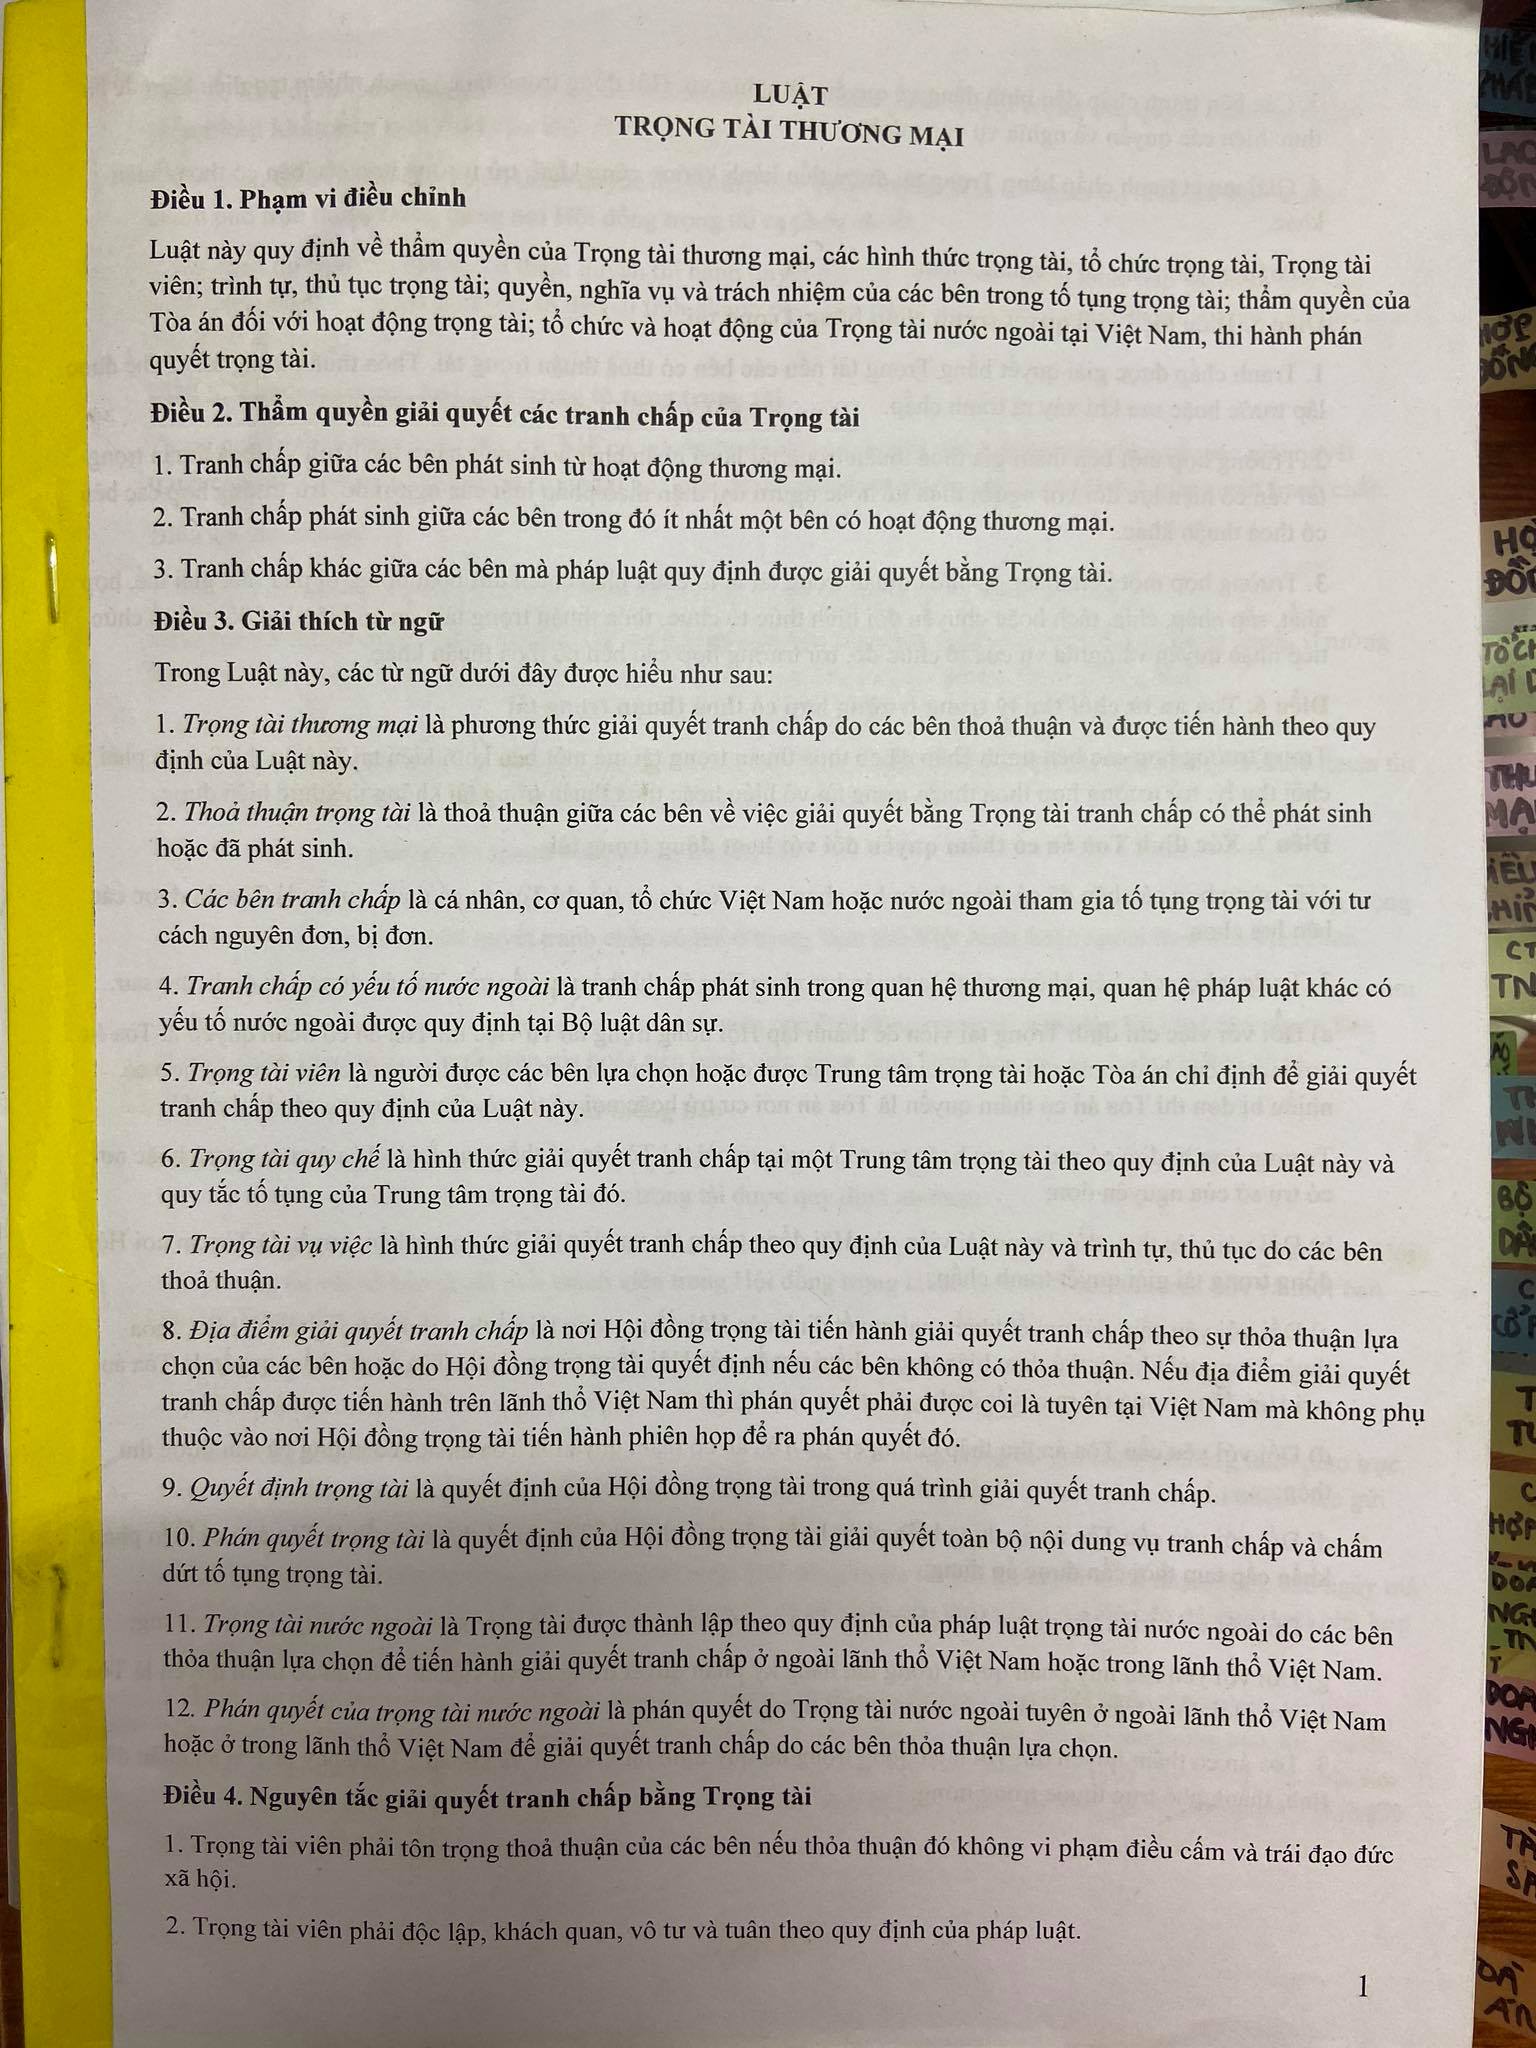 LUẬT
TRỌNG TÀI THƯƠNG MẠI
Điều 1. Phạm vi điều chỉnh
Luật này quy định về thẩm quyền của Trọng tài thương mại, các hình thức trọng tài, tổ chức trọng tài, Trọng tài
viên; trình tự, thủ tục trọng tài; quyền, nghĩa vụ và trách nhiệm của các bên trong tố tụng trọng tài; thẩm quyền của
Tòa án đối với hoạt động trọng tài; tổ chức và hoạt động của Trọng tài nước ngoài tại Việt Nam, thi hành phán
quyết trọng tài.
Điều 2. Thẩm quyền giải quyết các tranh chấp của Trọng tài
1. Tranh chấp giữa các bên phát sinh từ hoạt động thương mại.
2. Tranh chấp phát sinh giữa các bên trong đó ít nhất một bên có hoạt động thương mại.
3. Tranh chấp khác giữa các bên mà pháp luật quy định được giải quyết bằng Trọng tài.
Điều 3. Giải thích từ ngữ
Trong Luật này, các từ ngữ dưới đây được hiểu như sau:
1. Trọng tài thương mại là phương thức giải quyết tranh chấp do các bên thoả thuận và được tiến hành theo quy
định của Luật này.
2. Thoả thuận trọng tài là thoả thuận giữa các bên về việc giải quyết bằng Trọng tài tranh chấp có thể phát sinh
hoặc đã phát sinh.
3. Các bên tranh chấp là cá nhân, cơ quan, tổ chức Việt Nam hoặc nước ngoài tham gia tố tụng trọng tài với tư
cách nguyên đơn, bị đơn.
4. Tranh chấp có yếu tố nước ngoài là tranh chấp phát sinh trong quan hệ thương mại, quan hệ pháp luật khác có
yếu tố nước ngoài được quy định tại Bộ luật dân sự.
5. Trọng tài viên là người được các bên lựa chọn hoặc được Trung tâm trọng tài hoặc Tòa án chỉ định để giải quyết
tranh chấp theo quy định của Luật này.
6. Trọng tài quy chế là hình thức giải quyết tranh chấp tại một Trung tâm trọng tài theo quy định của Luật này và
quy tắc tố tụng của Trung tâm trọng tài đó.
7. Trọng tài vụ việc là hình thức giải quyết tranh chấp theo quy định của Luật này và trình tự, thủ tục do các bên
thoả thuận.
8. Địa điểm giải quyết tranh chấp là nơi Hội đồng trọng tài tiến hành giải quyết tranh chấp theo sự thỏa thuận lựa
chọn của các bên hoặc do Hội đồng trọng tài quyết định nếu các bên không có thỏa thuận. Nếu địa điểm giải quyết
tranh chấp được tiến hành trên lãnh thổ Việt Nam thì phán quyết phải được coi là tuyên tại Việt Nam mà không phụ
thuộc vào nơi Hội đồng trọng tài tiến hành phiên họp để ra phán quyết đó.
9. Quyết định trọng tài là quyết định của Hội đồng trọng tài trong quá trình giải quyết tranh chấp.
10. Phán quyết trọng tài là quyết định của Hội đồng trọng tài giải quyết toàn bộ nội dung vụ tranh chấp và chấm
dứt tố tụng trọng tài.
11. Trọng tài nước ngoài là Trọng tài được thành lập theo quy định của pháp luật trọng tài nước ngoài do các bên
thỏa thuận lựa chọn để tiến hành giải quyết tranh chấp ở ngoài lãnh thổ Việt Nam hoặc trong lãnh thổ Việt Nam.
12. Phán quyết của trọng tài nước ngoài là phán quyết do Trọng tài nước ngoài tuyên ở ngoài lãnh thổ Việt Nam
hoặc ở trong lãnh thổ Việt Nam để giải quyết tranh chấp do các bên thỏa thuận lựa chọn.
Điều 4. Nguyên tắc giải quyết tranh chấp bằng Trọng tài
1. Trọng tài viên phải tôn trọng thoả thuận của các bên nếu thỏa thuận đó không vi phạm điều cấm và trái đạo đức
xã hội.
2. Trọng tài viên phải độc lập, khách quan, vô tư và tuân theo quy định của pháp luật.
1